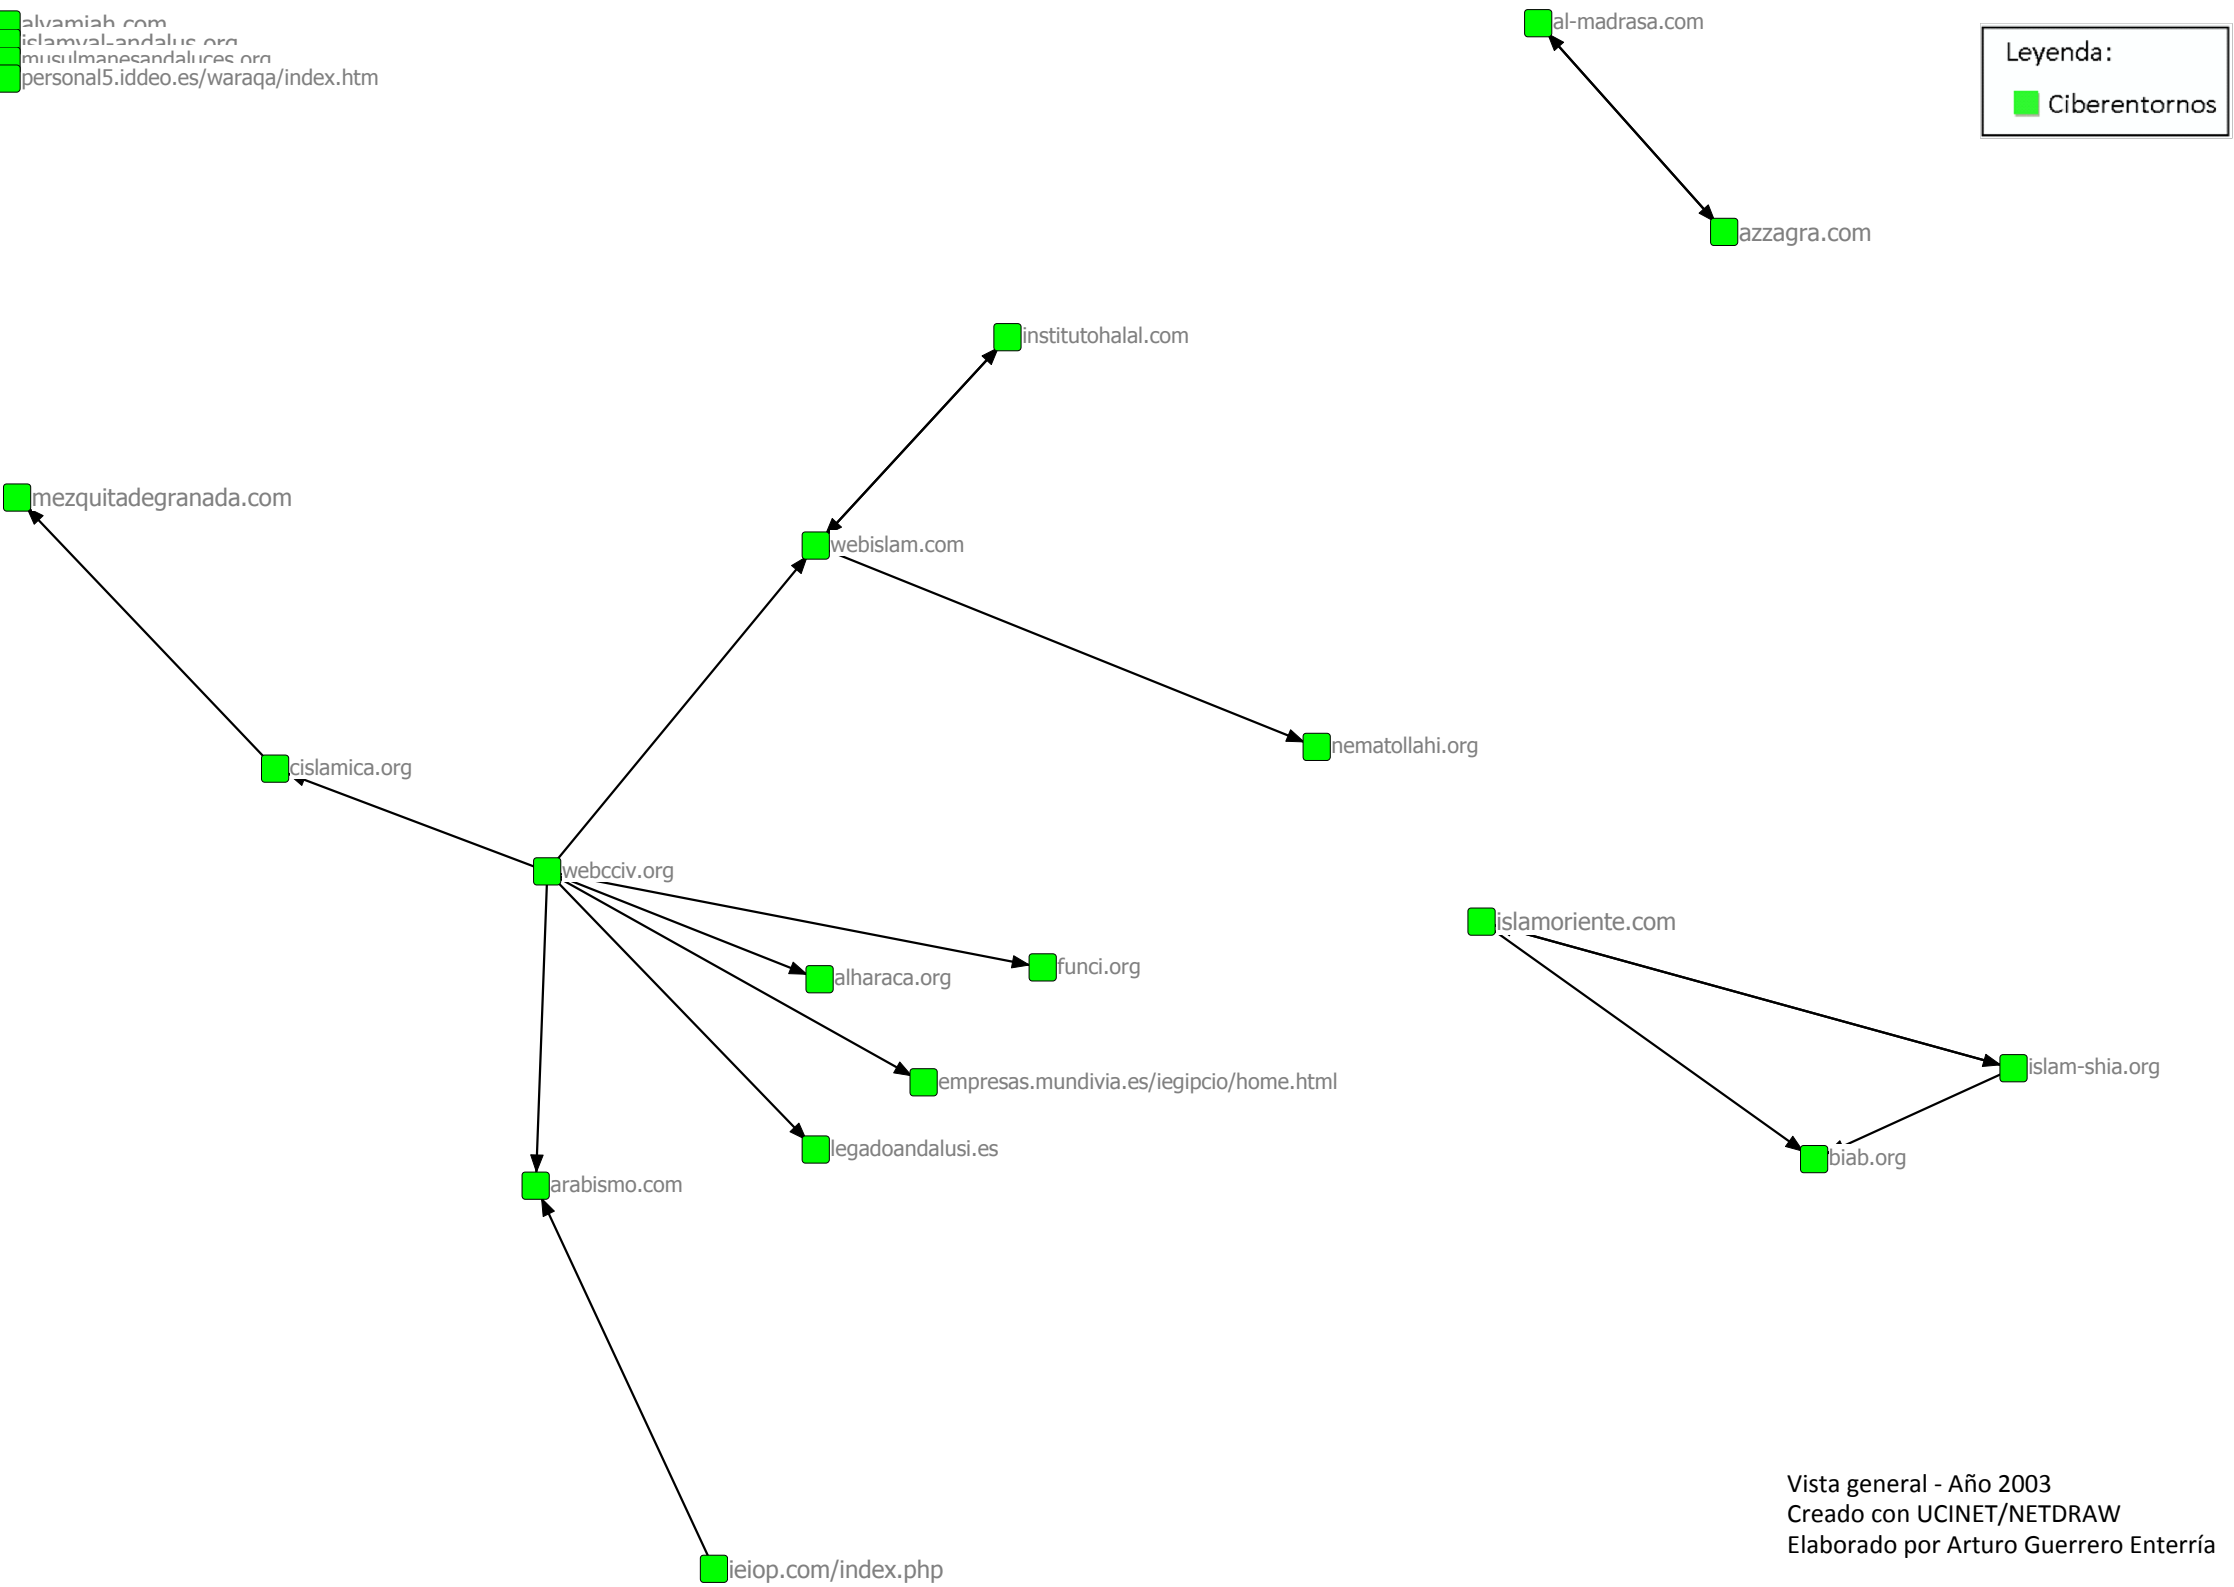 alyamiah.com
islamyal-andalus.org
musulmanesandaluces.org
personal5.iddeo.es/waraqa/index.htm
al-madrasa.com
Leyenda:
Ciberentornos
azzagra.com
institutohalal.com
mezquitadegranada.com
webislam.com
nematollahi.org
cislamica.org
webcciv.org
islamoriente.com
funci.org
alharaca.org
islam-shia.org
empresas.mundivia.es/iegipcio/home.html
legadoandalusi.es
biab.org
arabismo.com
Vista general - Año 2003
Creado con UCINET/NETDRAW
Elaborado por Arturo Guerrero Enterría
ieiop.com/index.php